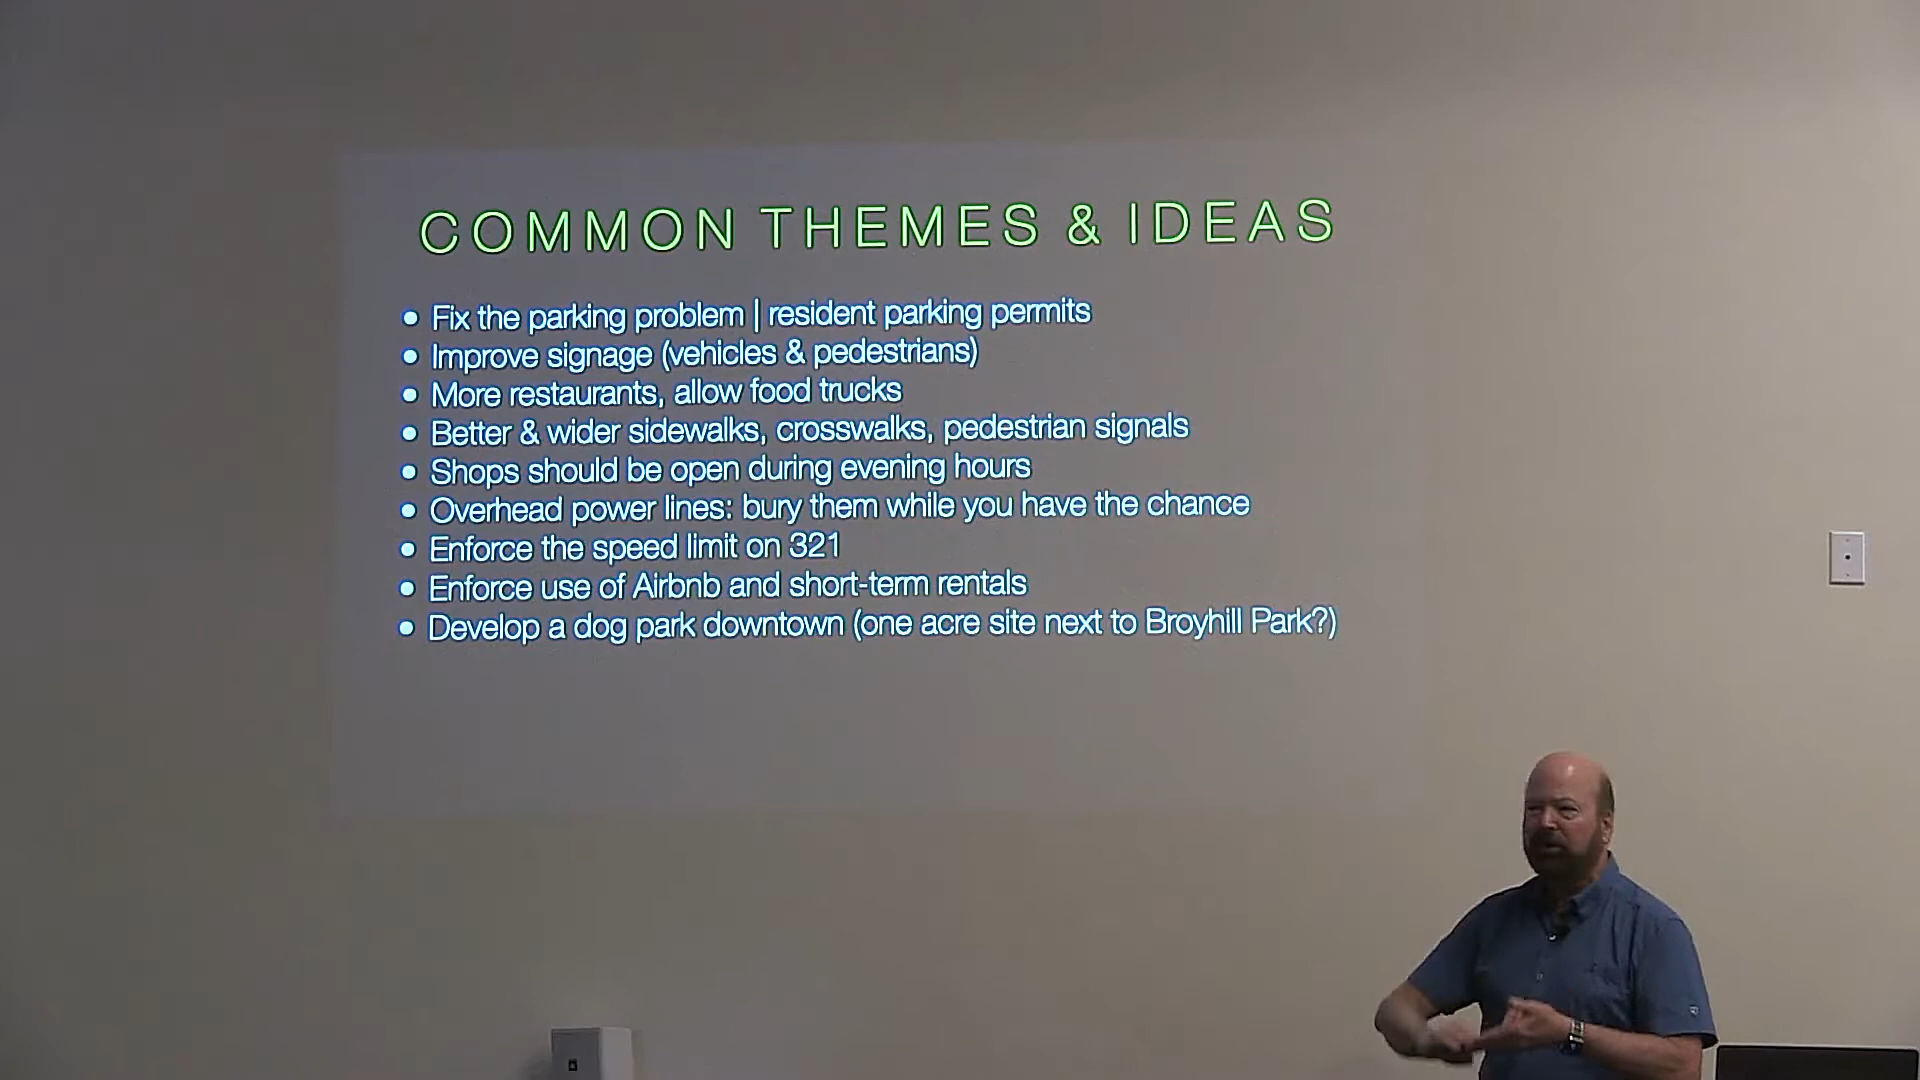 COMMON THEMES & IDEAS
• Fix the parking problem | resident parking permits
• Improve signage (vehicles & pedestrians)
• More restaurants, allow food trucks
• Better & wider sidewalks, crosswalks, pedestrian signals
• Shops should be open during evening hours
• Overhead power lines: bury them while you have the chance
• Enforce the speed limit on 321
• Enforce use of Airbnb and short-term rentals
• Develop a dog park downtown (one acre site next to Broyhill Park?)